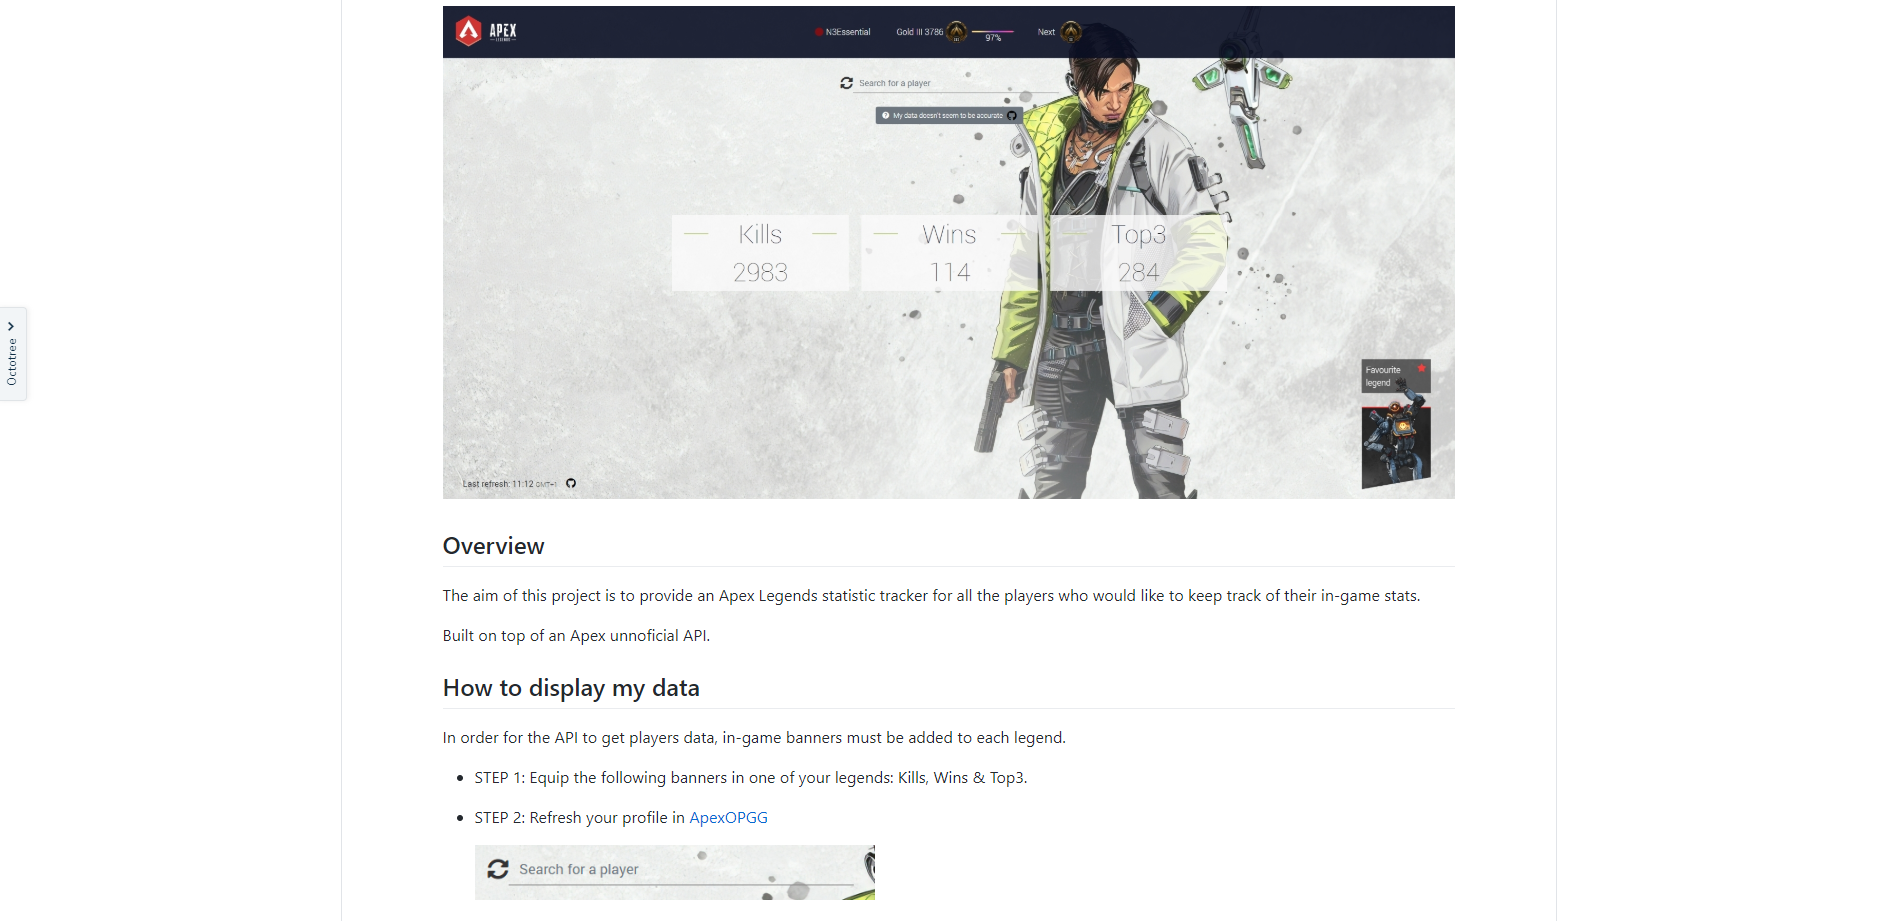 APEX
LEGENDS
N3Essential
Gold III 3786
97%
Next
Search for a player
My data doesn't seem to be accurate
Kills
2983
Wins
114
Top3
284
Favourite
legend
Last refresh: 11:12 GMT+1
Octotree
Overview
The aim of this project is to provide an Apex Legends statistic tracker for all the players who would like to keep track of their in-game stats.
Built on top of an Apex unnoficial API.
How to display my data
In order for the API to get players data, in-game banners must be added to each legend.
• STEP 1: Equip the following banners in one of your legends: Kills, Wins & Top3.
• STEP 2: Refresh your profile in ApexOPGG
Search for a player